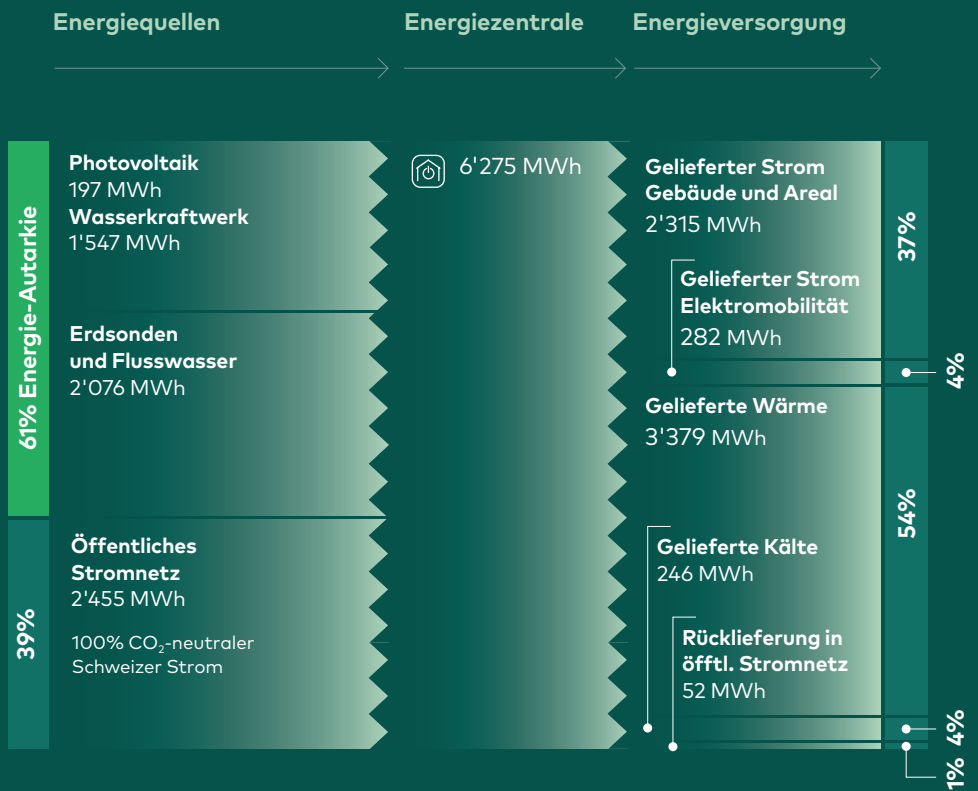 Energiequellen
Energiezentrale
Energieversorgung
61% Energie-Autarkie
39%
Photovoltaik
197 MWh
Wasserkraftwerk
1'547 MWh
Erdsonden
und Flusswasser
2'076 MWh
Öffentliches
Stromnetz
2'455 MWh
100% CO₂-neutraler
Schweizer Strom
6'275 MWh
Gelieferter Strom
Gebäude und Areal
2'315 MWh
Gelieferter Strom
Elektromobilität
282 MWh
Gelieferte Wärme
3'379 MWh
Gelieferte Kälte
246 MWh
Rücklieferung in
öfftl. Stromnetz
52 MWh
37%
4%
54%
4%
1%